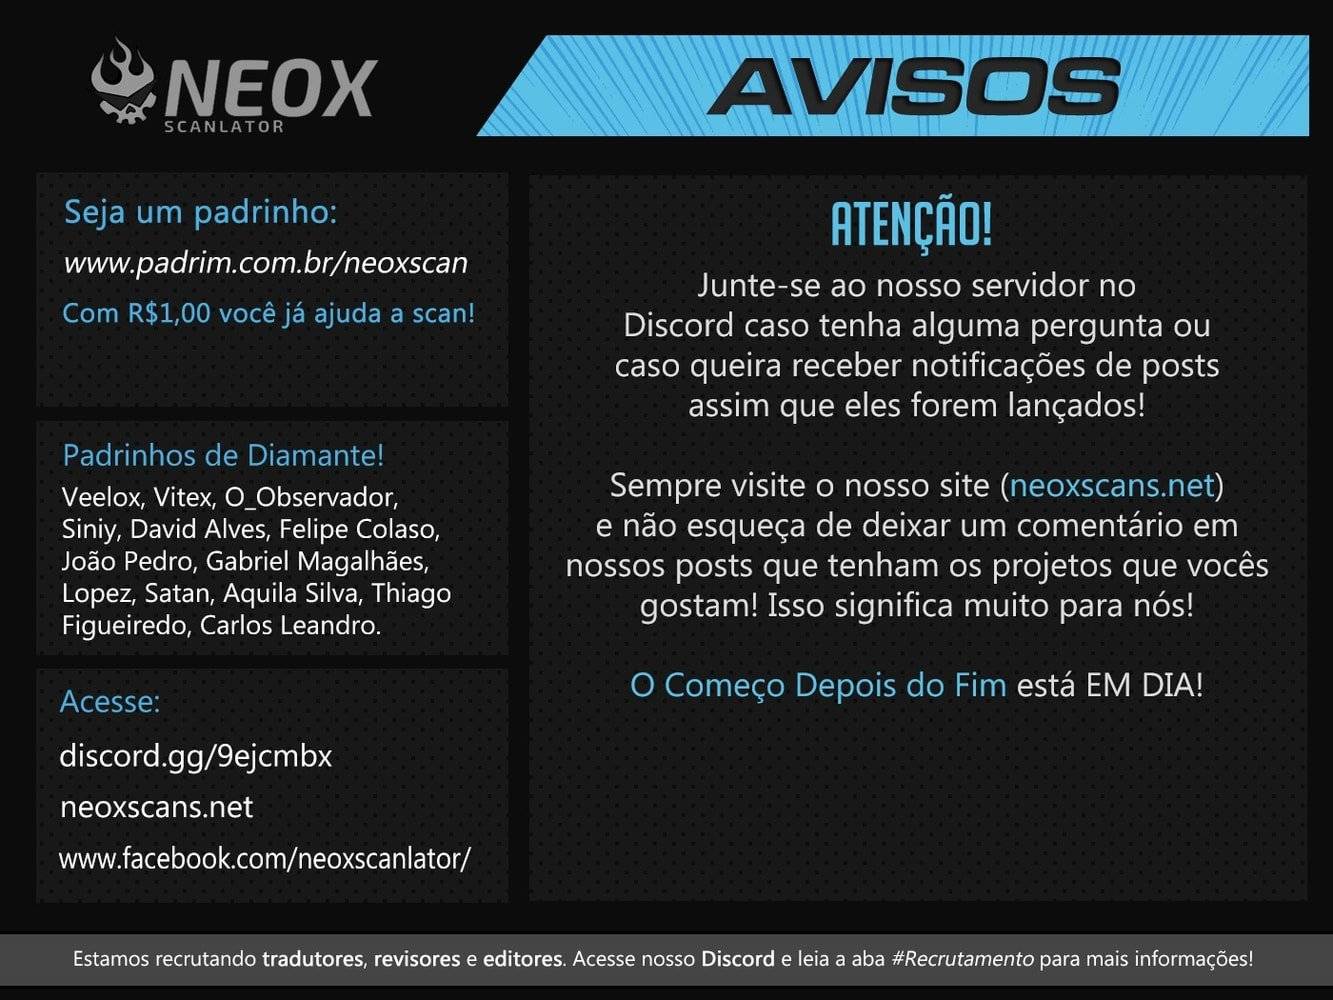 NEOX
SCANLATOR
AVISOS
Seja um padrinho:
www.padrim.com.br/neoxscan
Com R$1,00 você já ajuda a scan!
Padrinhos de Diamante!
Veelox, Vitex, O_Observador,
Siniy, David Alves, Felipe Colaso,
João Pedro, Gabriel Magalhães,
Lopez, Satan, Aquila Silva, Thiago
Figueiredo, Carlos Leandro.
Acesse:
discord.gg/9ejcmbx
neoxscans.net
www.facebook.com/neoxscanlator/
ATENÇÃO!
Junte-se ao nosso servidor no
Discord caso tenha alguma pergunta ou
caso queira receber notificações de posts
assim que eles forem lançados!
Sempre visite o nosso site (neoxscans.net)
e não esqueça de deixar um comentário em
nossos posts que tenham os projetos que vocês
gostam! Isso significa muito para nós!
O Começo Depois do Fim está EM DIA!
Estamos recrutando tradutores, revisores e editores. Acesse nosso Discord e leia a aba #Recrutamento para mais informações!